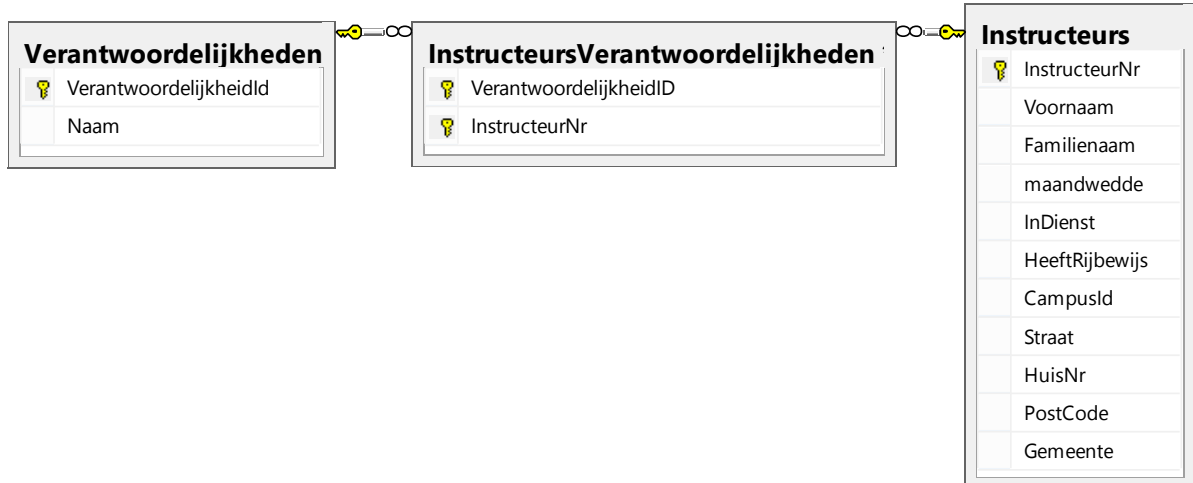 Verantwoordelijkheden
VerantwoordelijkheidId
Naam
InstructeursVerantwoordelijkheden
VerantwoordelijkheidID
InstructeurNr
Instructeurs
InstructeurNr
Voornaam
Familienaam
maandwedde
InDienst
HeeftRijbewijs
CampusId
Straat
HuisNr
PostCode
Gemeente